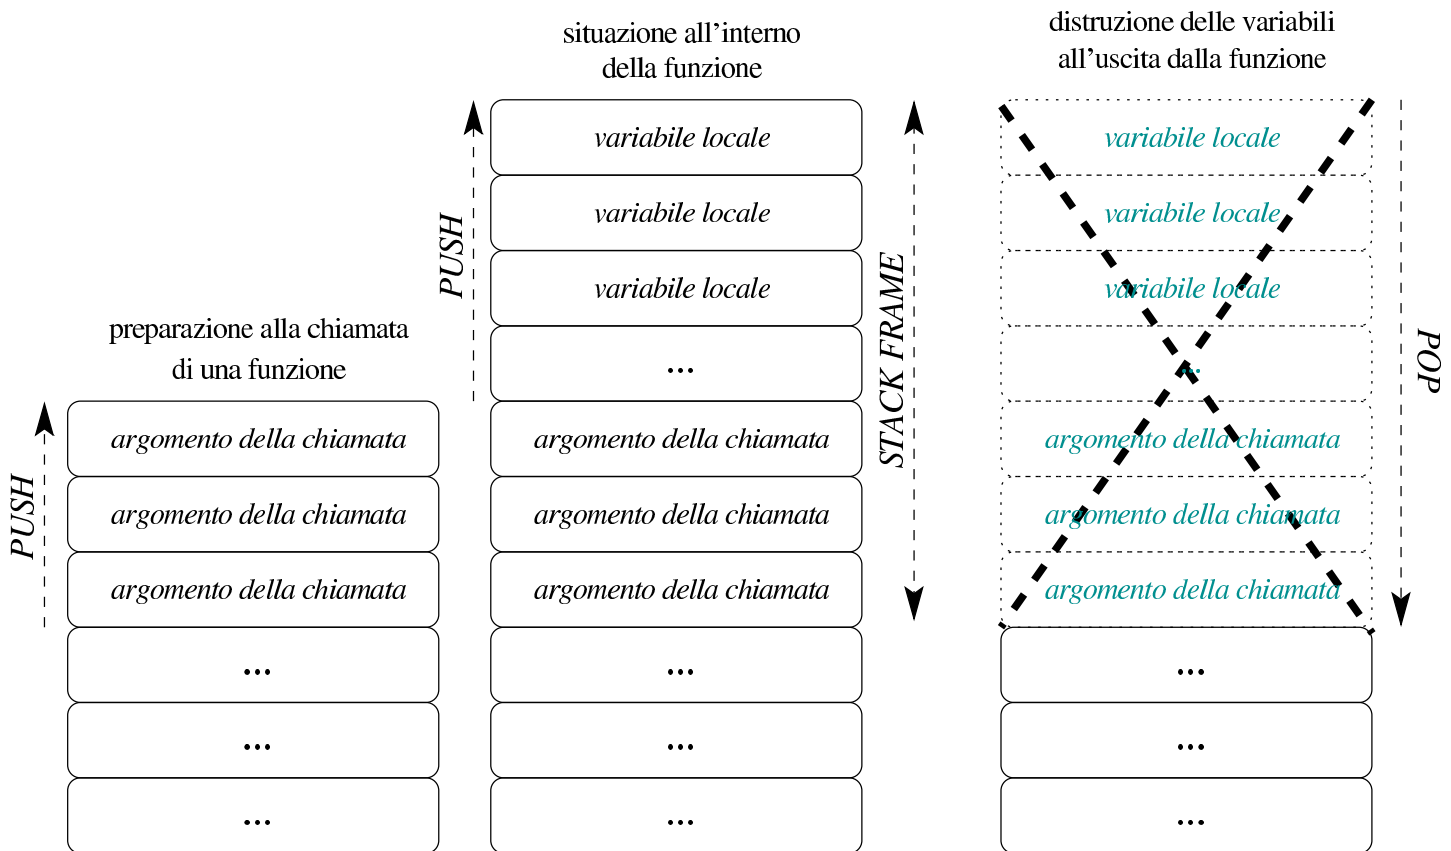 preparazione alla chiamata
di una funzione
PUSH
argomento della chiamata
argomento della chiamata
argomento della chiamata
...
...
...
situazione all'interno
della funzione
PUSH
variabile locale
variabile locale
variabile locale
...
argomento della chiamata
argomento della chiamata
argomento della chiamata
...
...
...
STACK FRAME
distruzione delle variabili
all'uscita dalla funzione
variabile locale
variabile locale
variabile locale
...
argomento della chiamata
argomento della chiamata
argomento della chiamata
...
...
...
POP